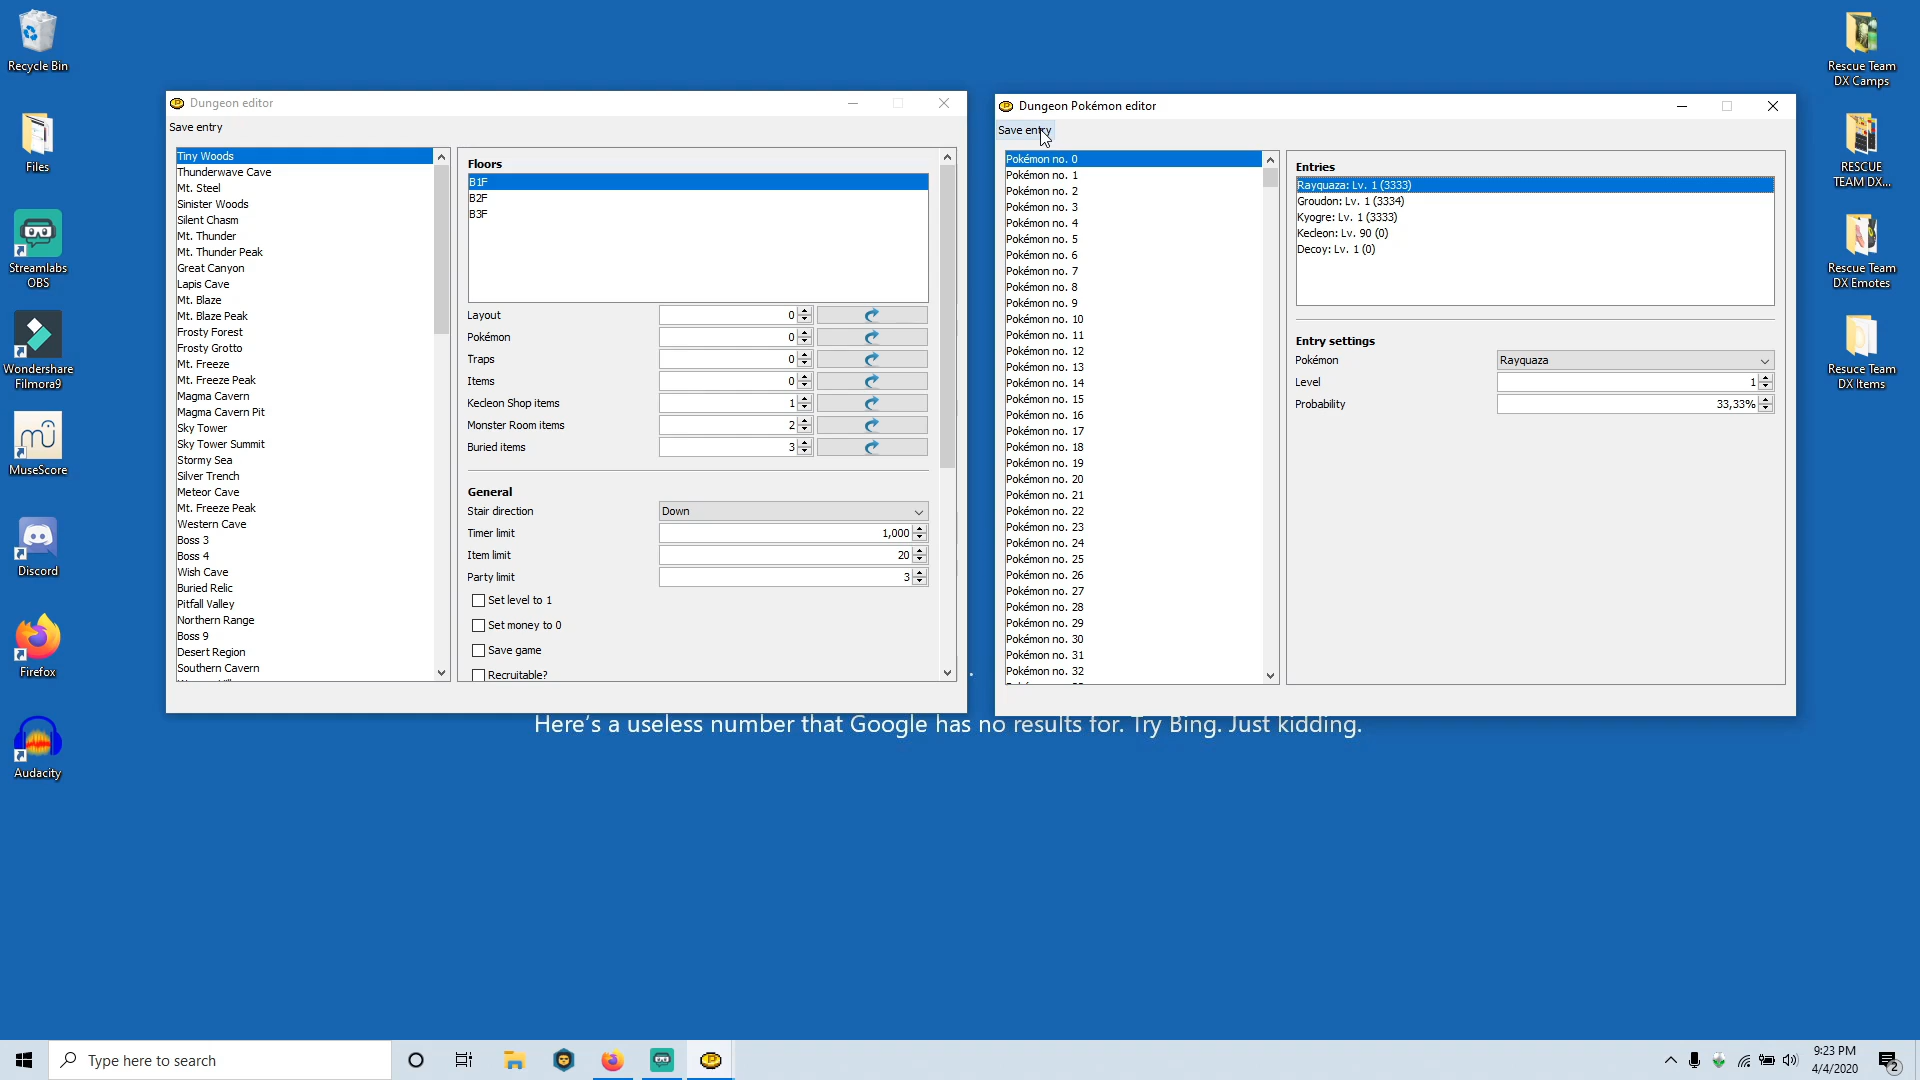 Recycle Bin
Files
Streamlabs
OBS
Wondershare
Filmora9
MuseScore
Discord
Firefox
Audacity
Dungeon editor
Save entry
Tiny Woods
Thunderwave Cave
Mt. Steel
Sinister Woods
Silent Chasm
Mt. Thunder
Mt. Thunder Peak
Great Canyon
Lapis Cave
Mt. Blaze
Mt. Blaze Peak
Frosty Forest
Frosty Grotto
Mt. Freeze
Mt. Freeze Peak
Magma Cavern
Magma Cavern Pit
Sky Tower
Sky Tower Summit
Stormy Sea
Silver Trench
Meteor Cave
Mt. Freeze Peak
Western Cave
Boss 3
Boss 4
Wish Cave
Buried Relic
Pitfall Valley
Northern Range
Boss 9
Desert Region
Southern Cavern
Floors
B1F
B2F
B3F
Layout 0
Pokémon 0
Traps 0
Items 0
Kecleon Shop items 1
Monster Room items 2
Buried items 3
General
Stair direction Down
Timer limit 1,000
Item limit 20
Party limit 3
Set level to 1
Set money to 0
Save game
Recruitable?
Dungeon Pokémon editor
Save entry
Pokémon no. 0
Pokémon no. 1
Pokémon no. 2
Pokémon no. 3
Pokémon no. 4
Pokémon no. 5
Pokémon no. 6
Pokémon no. 7
Pokémon no. 8
Pokémon no. 9
Pokémon no. 10
Pokémon no. 11
Pokémon no. 12
Pokémon no. 13
Pokémon no. 14
Pokémon no. 15
Pokémon no. 16
Pokémon no. 17
Pokémon no. 18
Pokémon no. 19
Pokémon no. 20
Pokémon no. 21
Pokémon no. 22
Pokémon no. 23
Pokémon no. 24
Pokémon no. 25
Pokémon no. 26
Pokémon no. 27
Pokémon no. 28
Pokémon no. 29
Pokémon no. 30
Pokémon no. 31
Pokémon no. 32
Entries
Rayquaza: Lv. 1 (3333)
Groudon: Lv. 1 (3334)
Kyogre: Lv. 1 (3333)
Kecleon: Lv. 90 (0)
Decoy: Lv. 1 (0)
Entry settings
Pokémon Rayquaza
Level 1
Probability 33,33%
Here's a useless number that Google has no results for. Try Bing. Just kidding.
Rescue Team
DX Camps
RESCUE
TEAM DX...
Rescue Team
DX Emotes
Resuce Team
DX Items
Type here to search
9:23 PM
4/4/2020
2